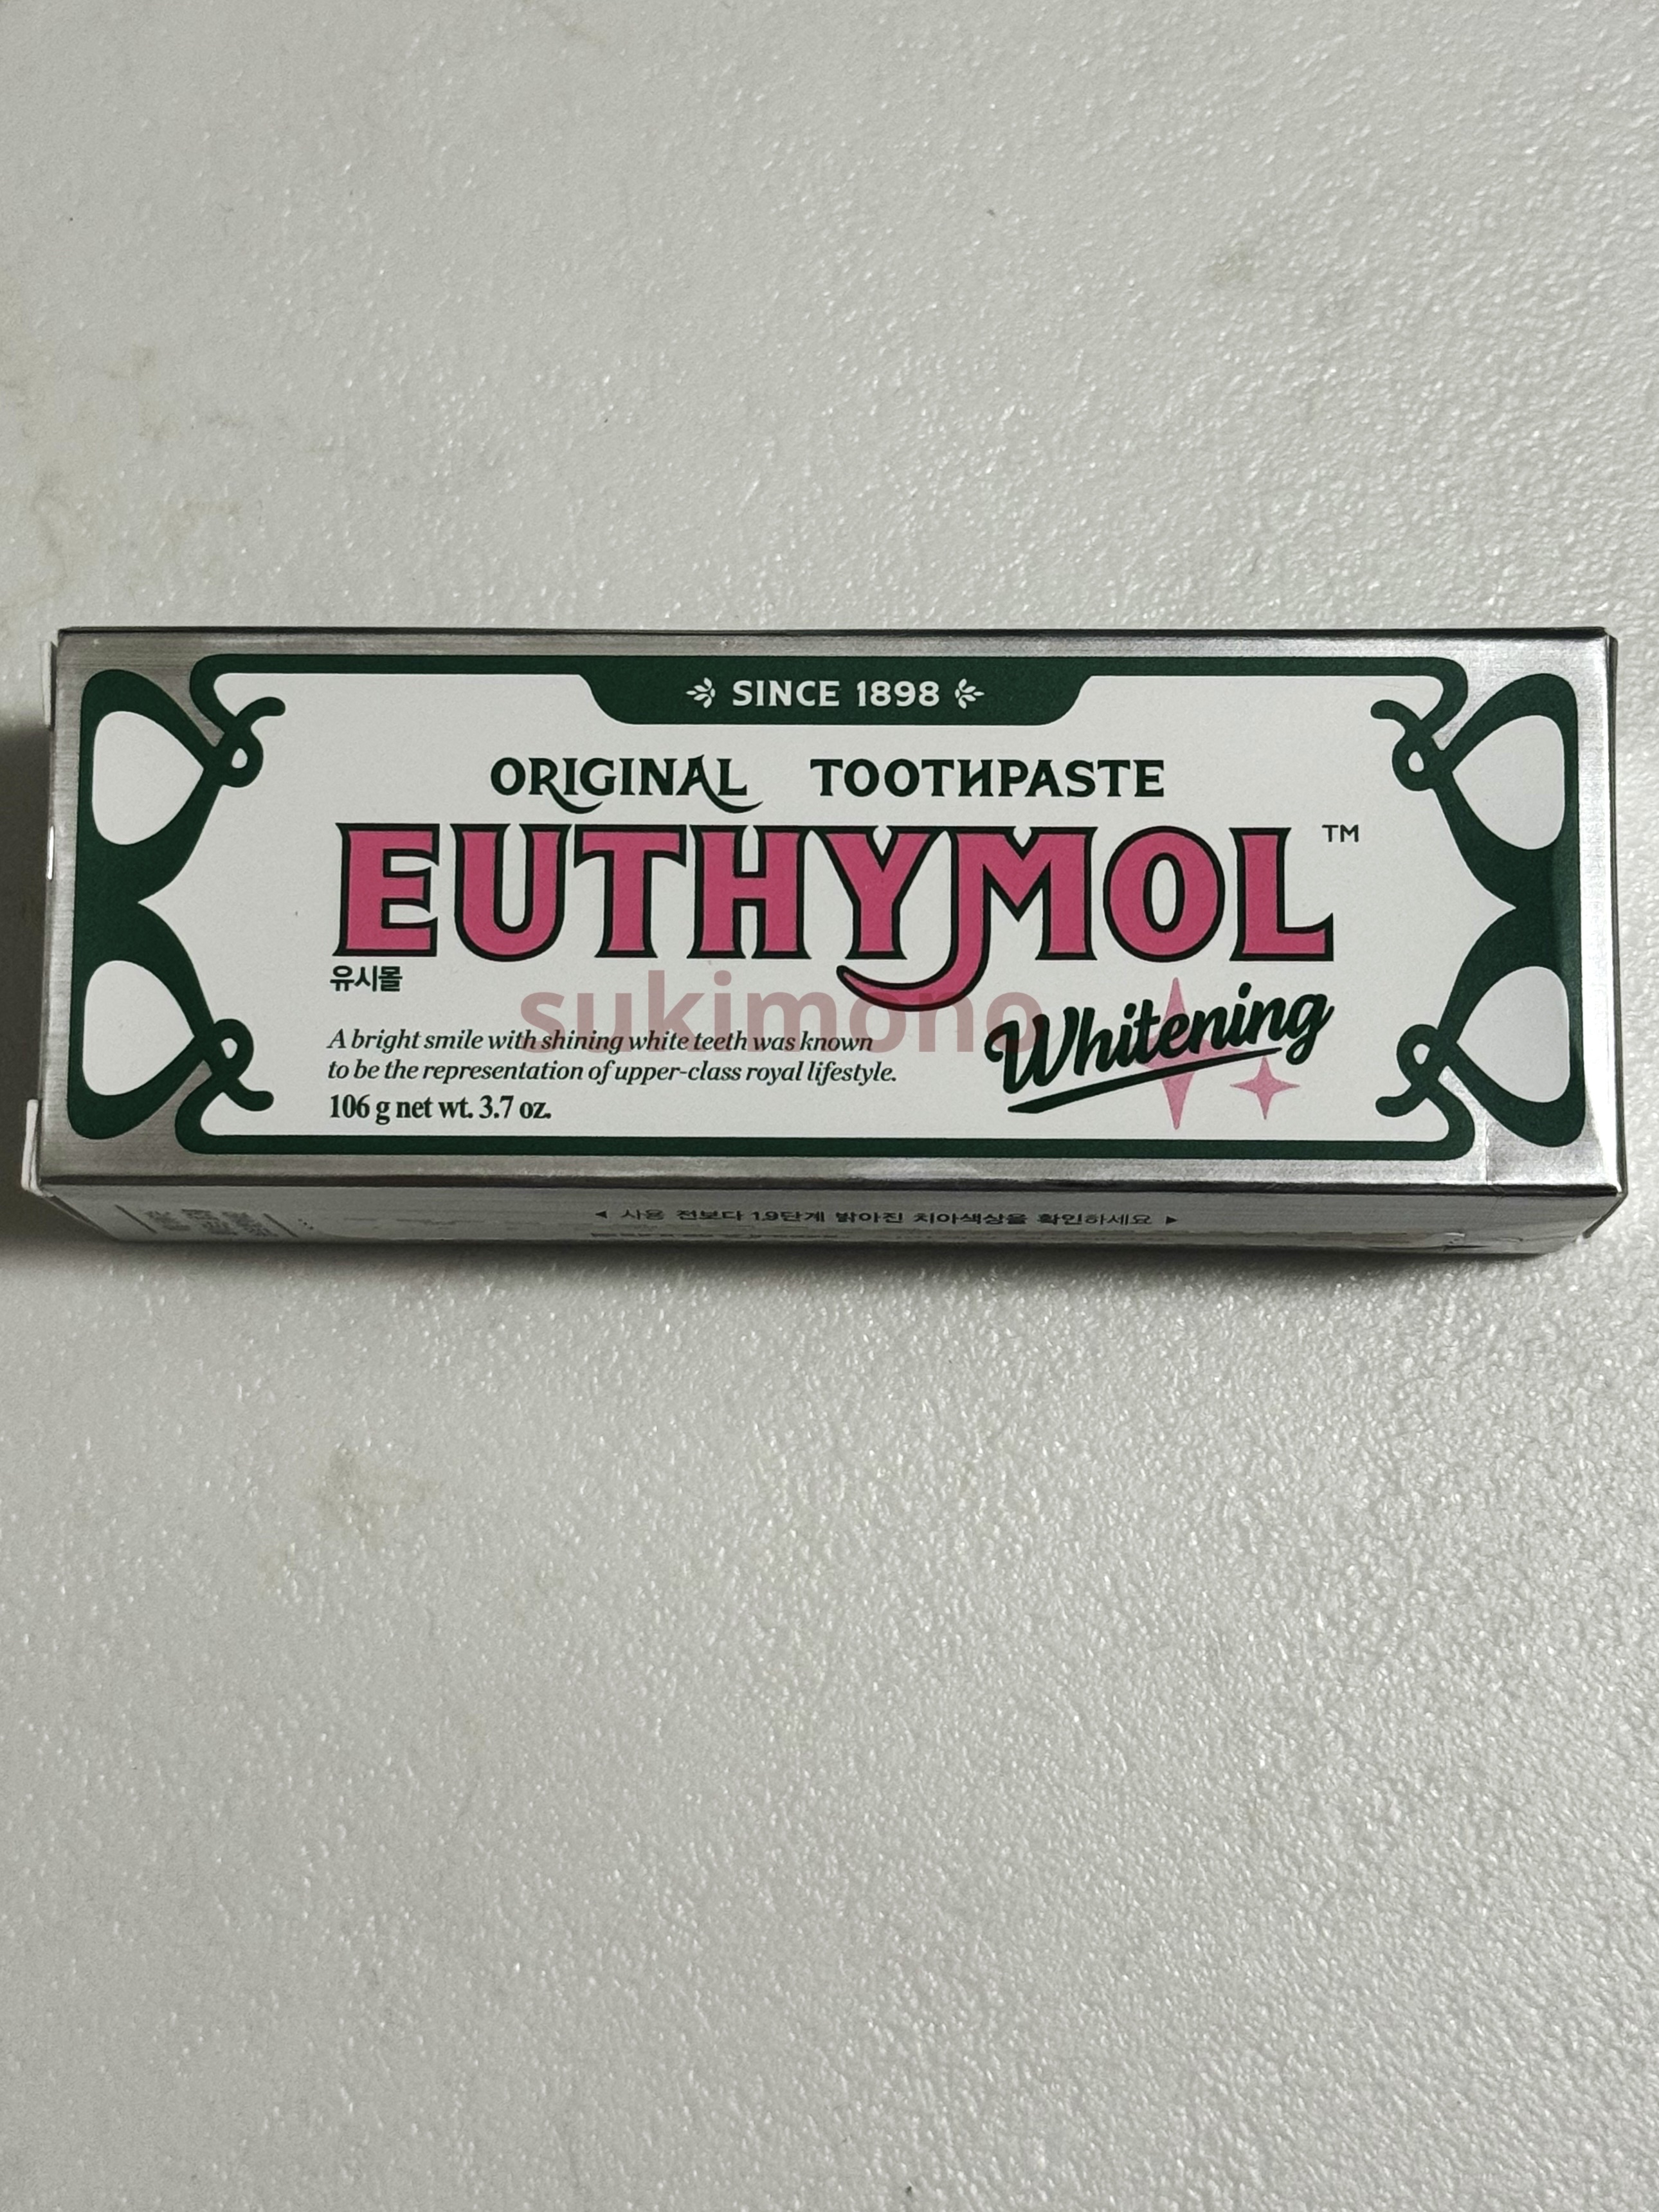 SINCE 1898
ORIGINAL TOOTHPASTE
EUTHYMOL™
유시몰
sukimono
Whitening
A bright smile with shining white teeth was known
to be the representation of upper-class royal lifestyle.
106 g net wt. 3.7 oz.
◄ 사용 전보다 1.9단계 밝아진 치아색상을 확인하세요 ►